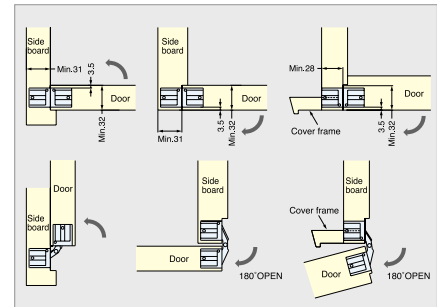 Side
board
Min.31
3.5
Door
Min.32
Side
board
Door
Min.31
3.5
Min.32
Side
board
Min.28
Door
Cover frame
3.5
Min.32
Door
Side
board
Side
board
Door
180°OPEN
Side
board
Cover frame
Door
180°OPEN